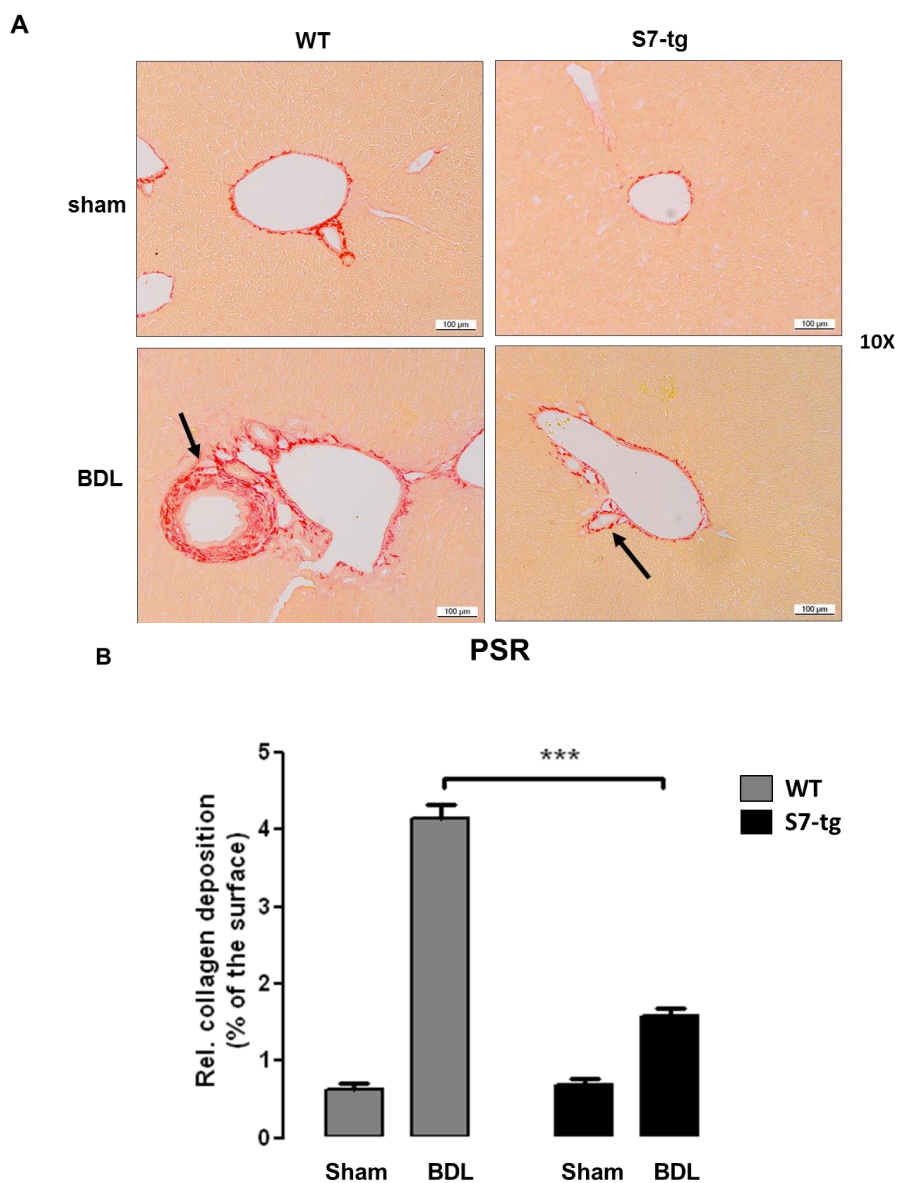 A
WT
S7-tg
sham
100 µm
100 µm
10X
BDL
100 µm
100 µm
B
PSR
5
4
3
2
1
0
Rel. collagen deposition
(% of the surface)
***
WT
S7-tg
Sham
BDL
Sham
BDL